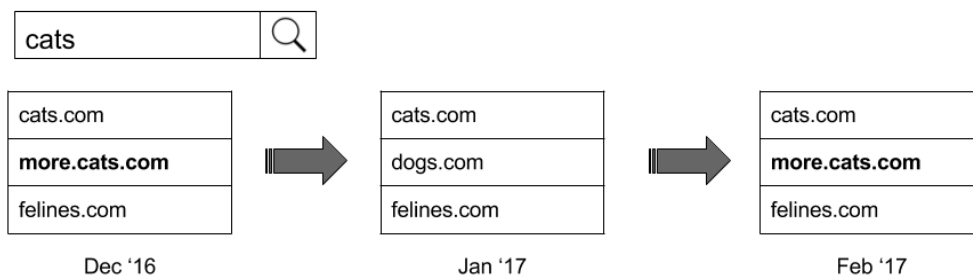 cats
cats.com
more.cats.com
felines.com
Dec ‘16
cats.com
dogs.com
felines.com
Jan ‘17
cats.com
more.cats.com
felines.com
Feb ‘17